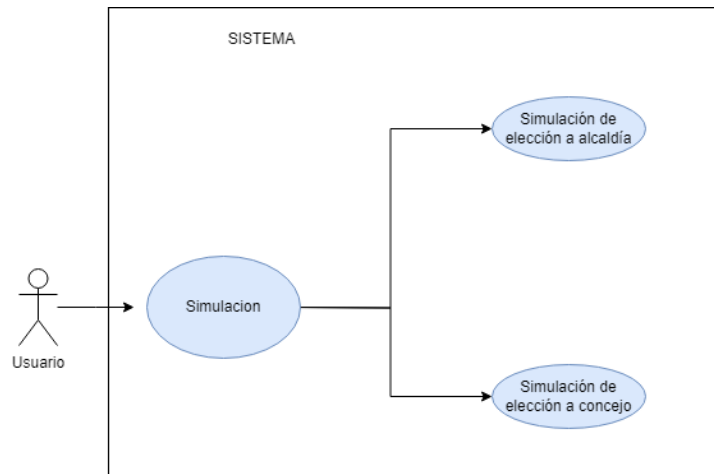 SISTEMA
Simulación de
elección a alcaldía
Simulacion
Usuario
Simulación de
elección a concejo